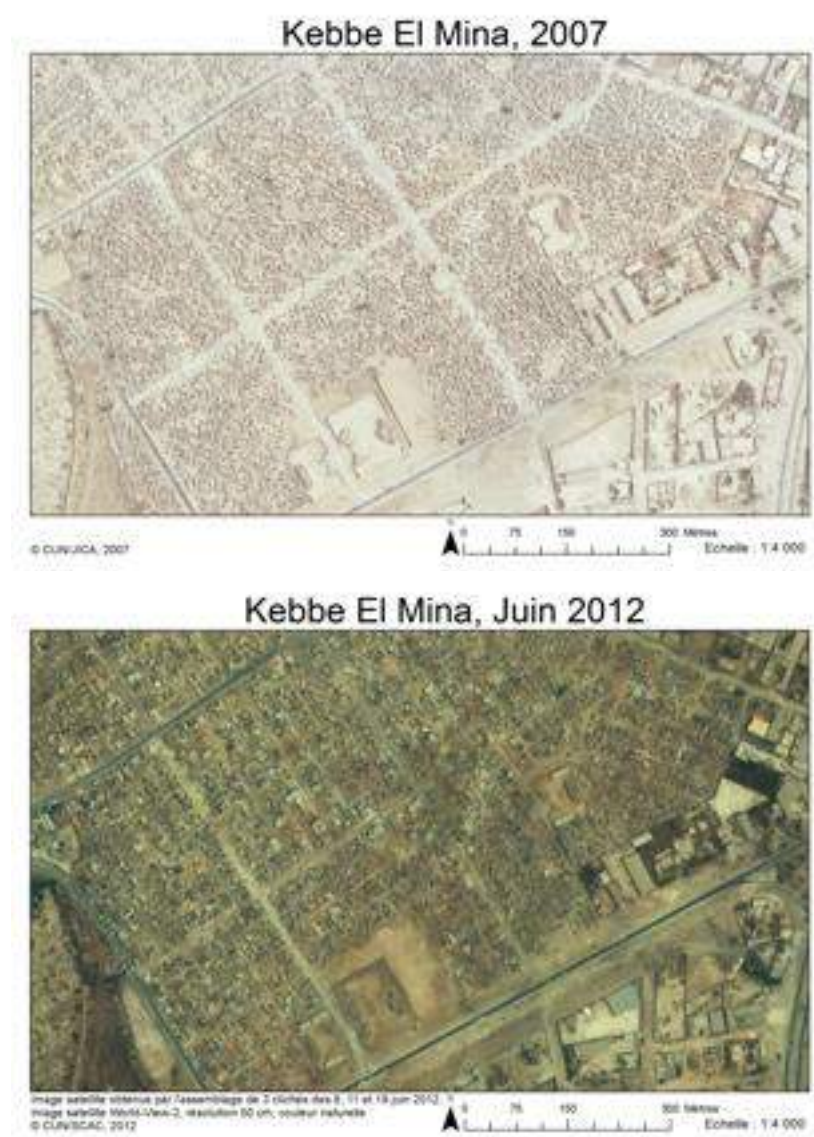 Kebbe El Mina, 2007
© CUN/JICA, 2007
0 75 150 300 Mètres
Echelle : 1:4 000
Kebbe El Mina, Juin 2012
Image satellite obtenue par l'assemblage de 3 clichés des 8, 11 et 19 juin 2012.
Image satellite World-View-2, résolution 50 cm, couleur naturelle
© CUN/SCAC, 2012
0 75 150 300 Mètres
Echelle : 1:4 000